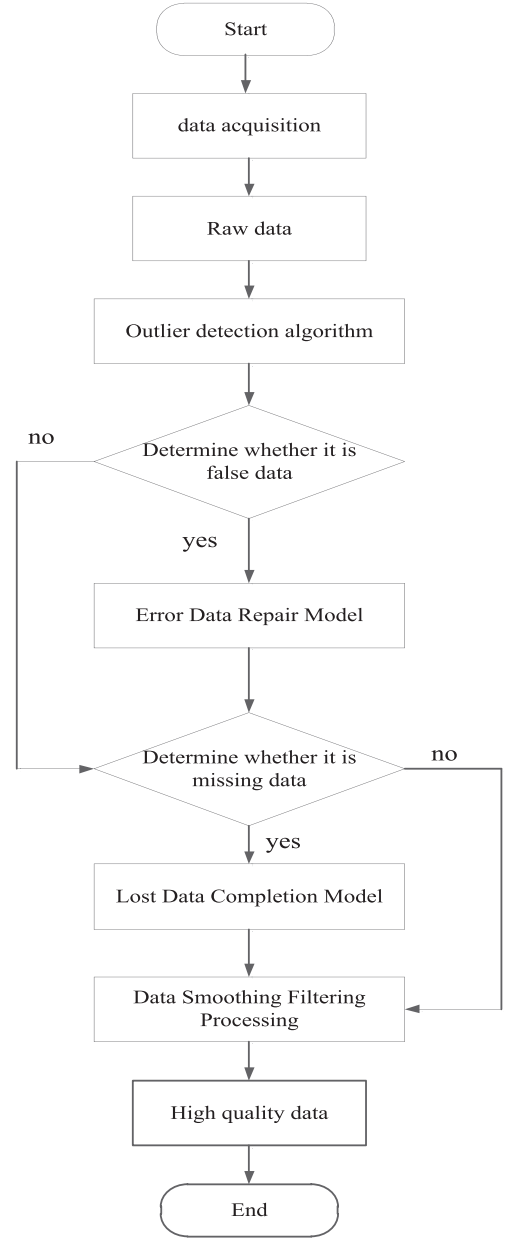 Start
data acquisition
Raw data
Outlier detection algorithm
no
Determine whether it is
false data
yes
Error Data Repair Model
Determine whether it is
missing data
no
yes
Lost Data Completion Model
Data Smoothing Filtering
Processing
High quality data
End